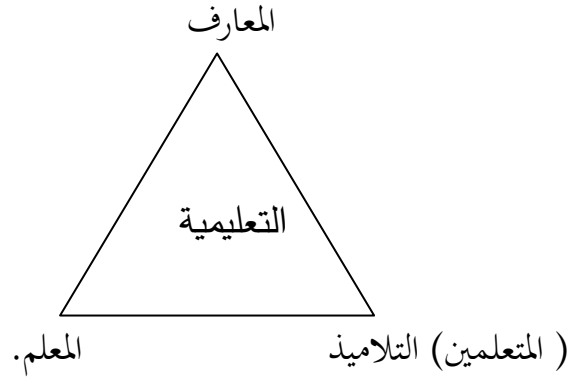 المعارف
التعليمية
( المتعلمين) التلاميذ
المعلم.